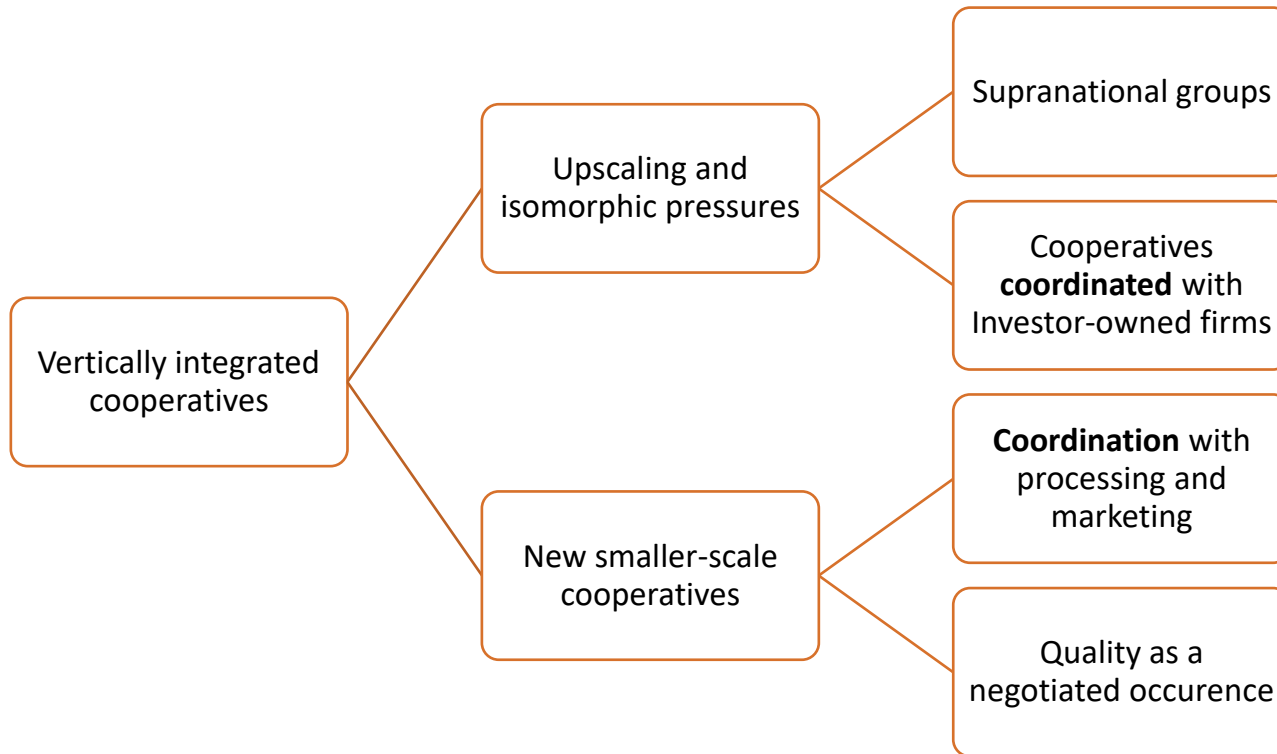 Vertically integrated
cooperatives
Upscaling and
isomorphic pressures
Supranational groups
Cooperatives
coordinated with
Investor-owned firms
New smaller-scale
cooperatives
Coordination with
processing and
marketing
Quality as a
negotiated occurence